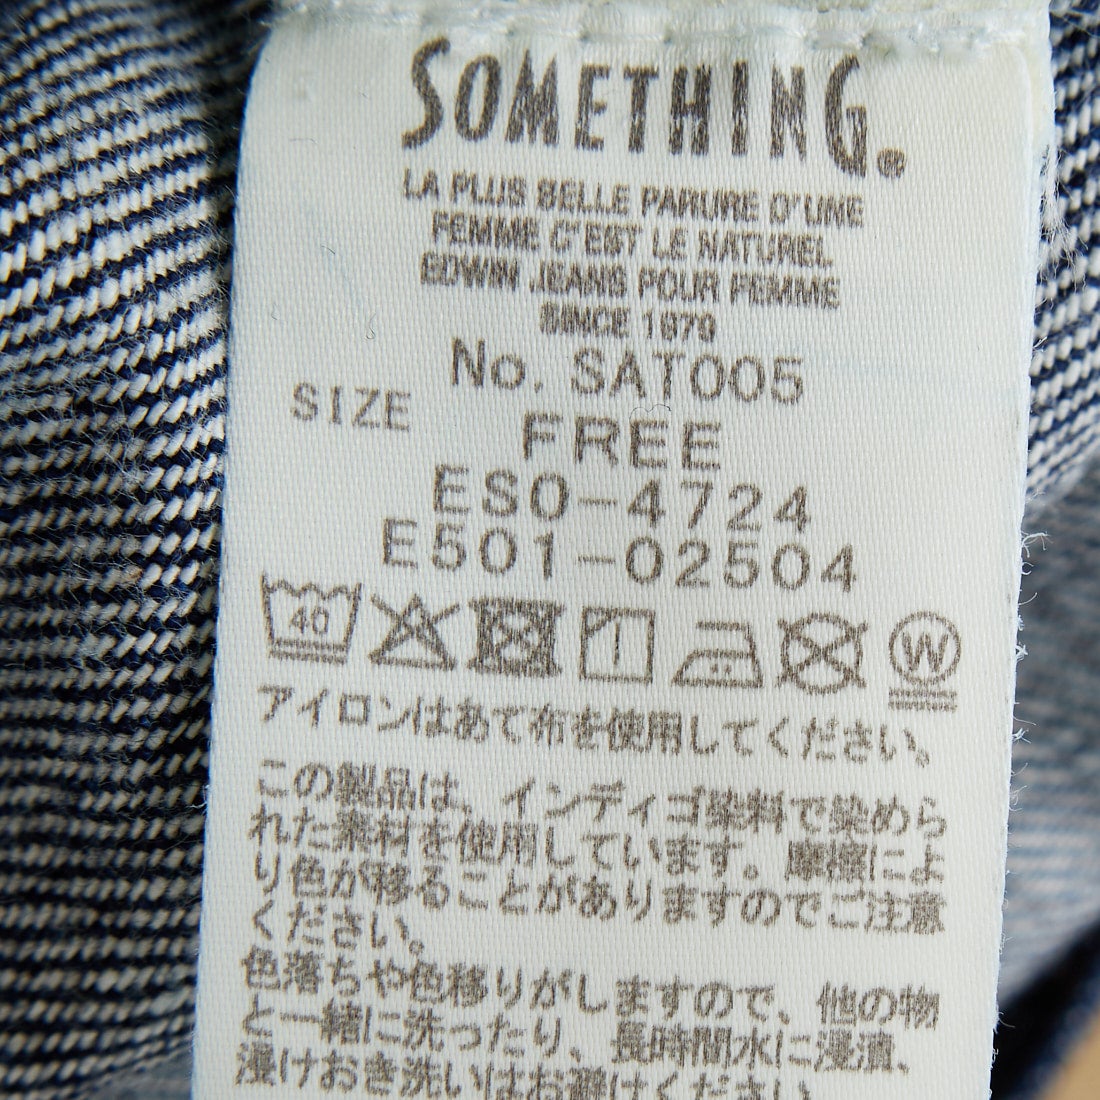 SOMETHING®
LA PLUS BELLE PARURE D'UNE
FEMME C'EST LE NATUREL
EDWIN JEANS POUR FEMME
SINCE 1979
No. SAT005
SIZE FREE
ES0-4724
E501-02504
40 W
アイロンはあて布を使用してください。
この製品は、インディゴ染料で染めら
れた素材を使用しています。摩擦によ
り色が移ることがありますのでご注意
ください。
色落ちや色移りがしますので、他の物
と一緒に洗ったり、長時間水に浸漬、
浸けおき洗いはお避けください。